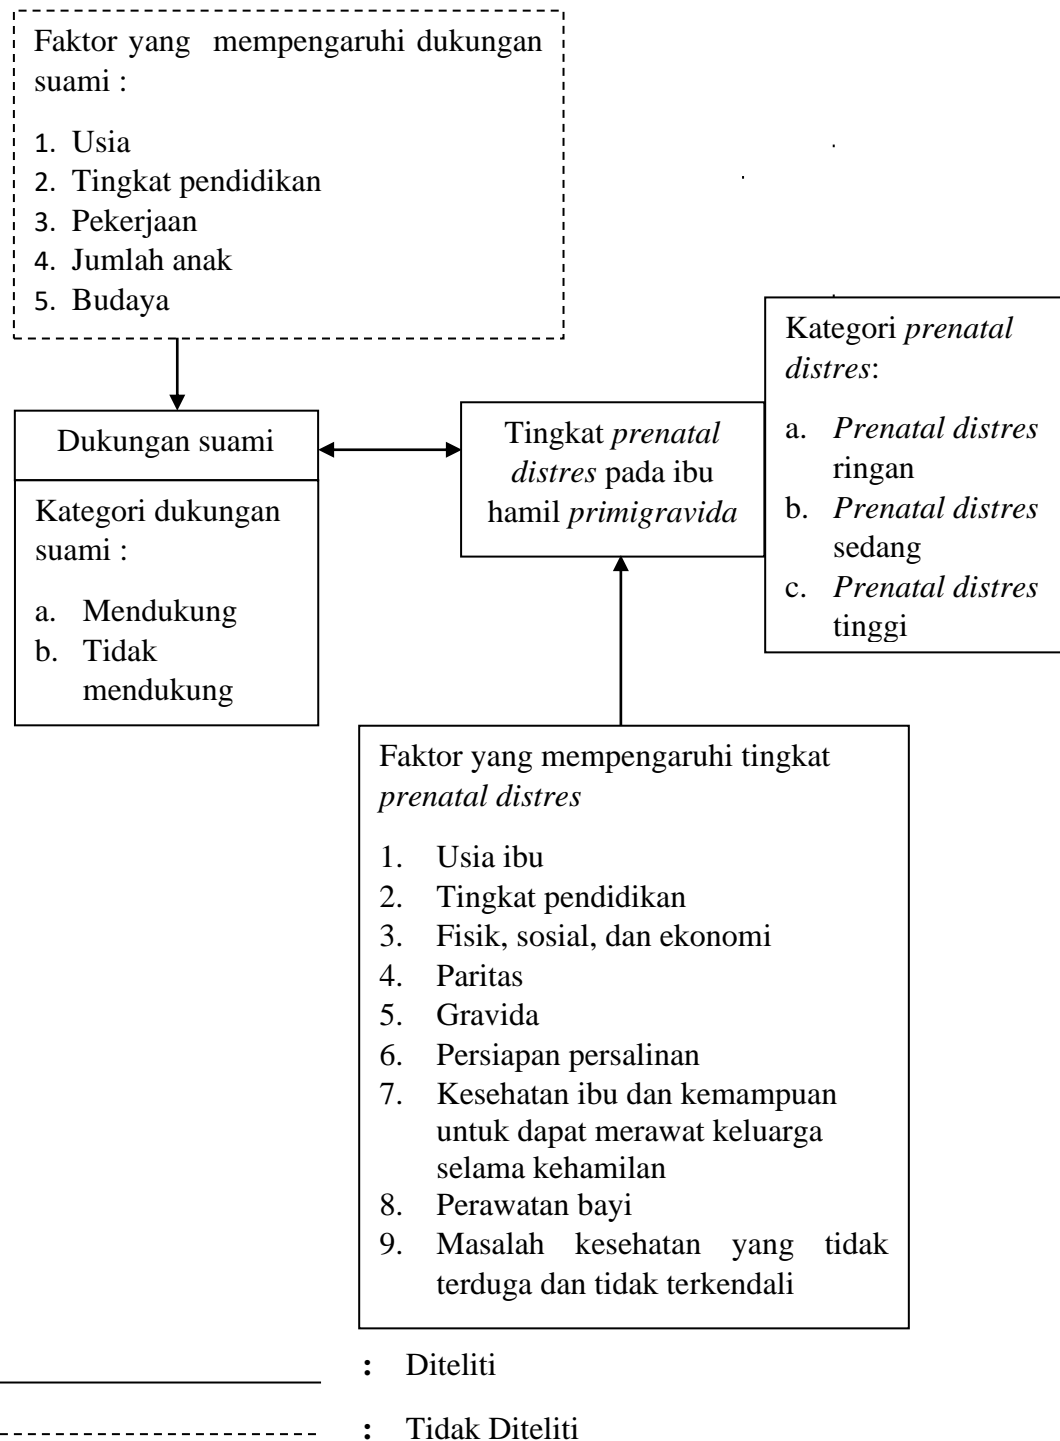 Faktor yang mempengaruhi dukungan
suami :
1. Usia
2. Tingkat pendidikan
3. Pekerjaan
4. Jumlah anak
5. Budaya
Dukungan suami
Kategori dukungan
suami :
a. Mendukung
b. Tidak
mendukung
Tingkat prenatal
distres pada ibu
hamil primigravida
Kategori prenatal
distres:
a. Prenatal distres
ringan
b. Prenatal distres
sedang
c. Prenatal distres
tinggi
Faktor yang mempengaruhi tingkat
prenatal distres
1. Usia ibu
2. Tingkat pendidikan
3. Fisik, sosial, dan ekonomi
4. Paritas
5. Gravida
6. Persiapan persalinan
7. Kesehatan ibu dan kemampuan
untuk dapat merawat keluarga
selama kehamilan
8. Perawatan bayi
9. Masalah kesehatan yang tidak
terduga dan tidak terkendali
: Diteliti
: Tidak Diteliti